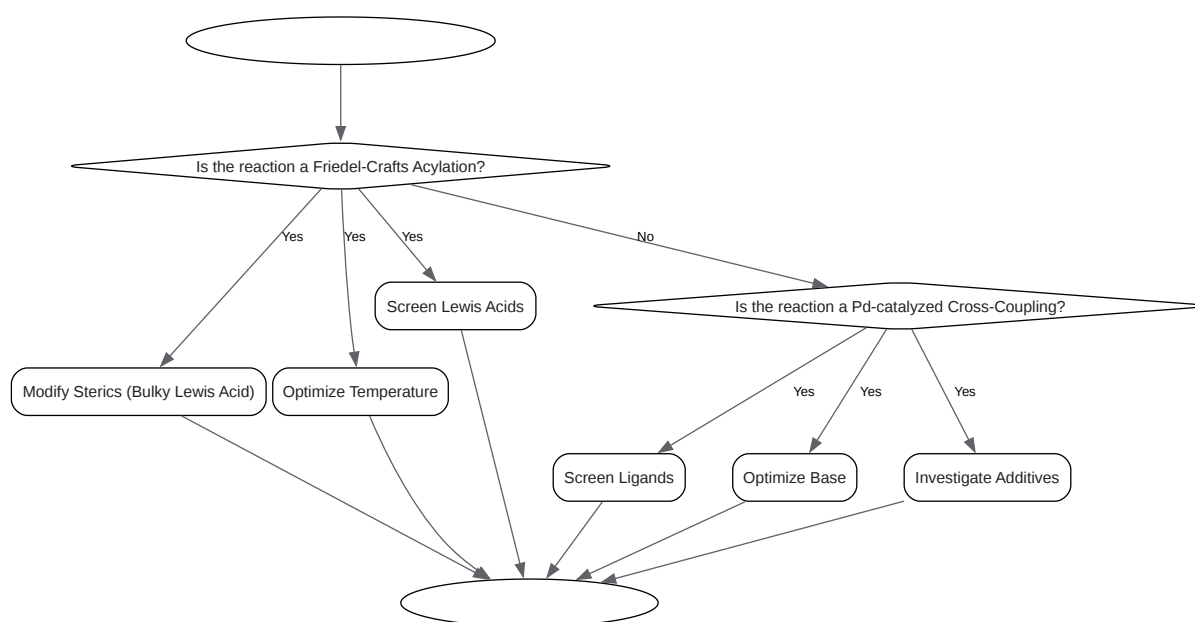 Is the reaction a Friedel-Crafts Acylation?
Yes
Yes
Yes
No
Screen Lewis Acids
Is the reaction a Pd-catalyzed Cross-Coupling?
Modify Sterics (Bulky Lewis Acid)
Optimize Temperature
Yes
Yes
Yes
Screen Ligands
Optimize Base
Investigate Additives